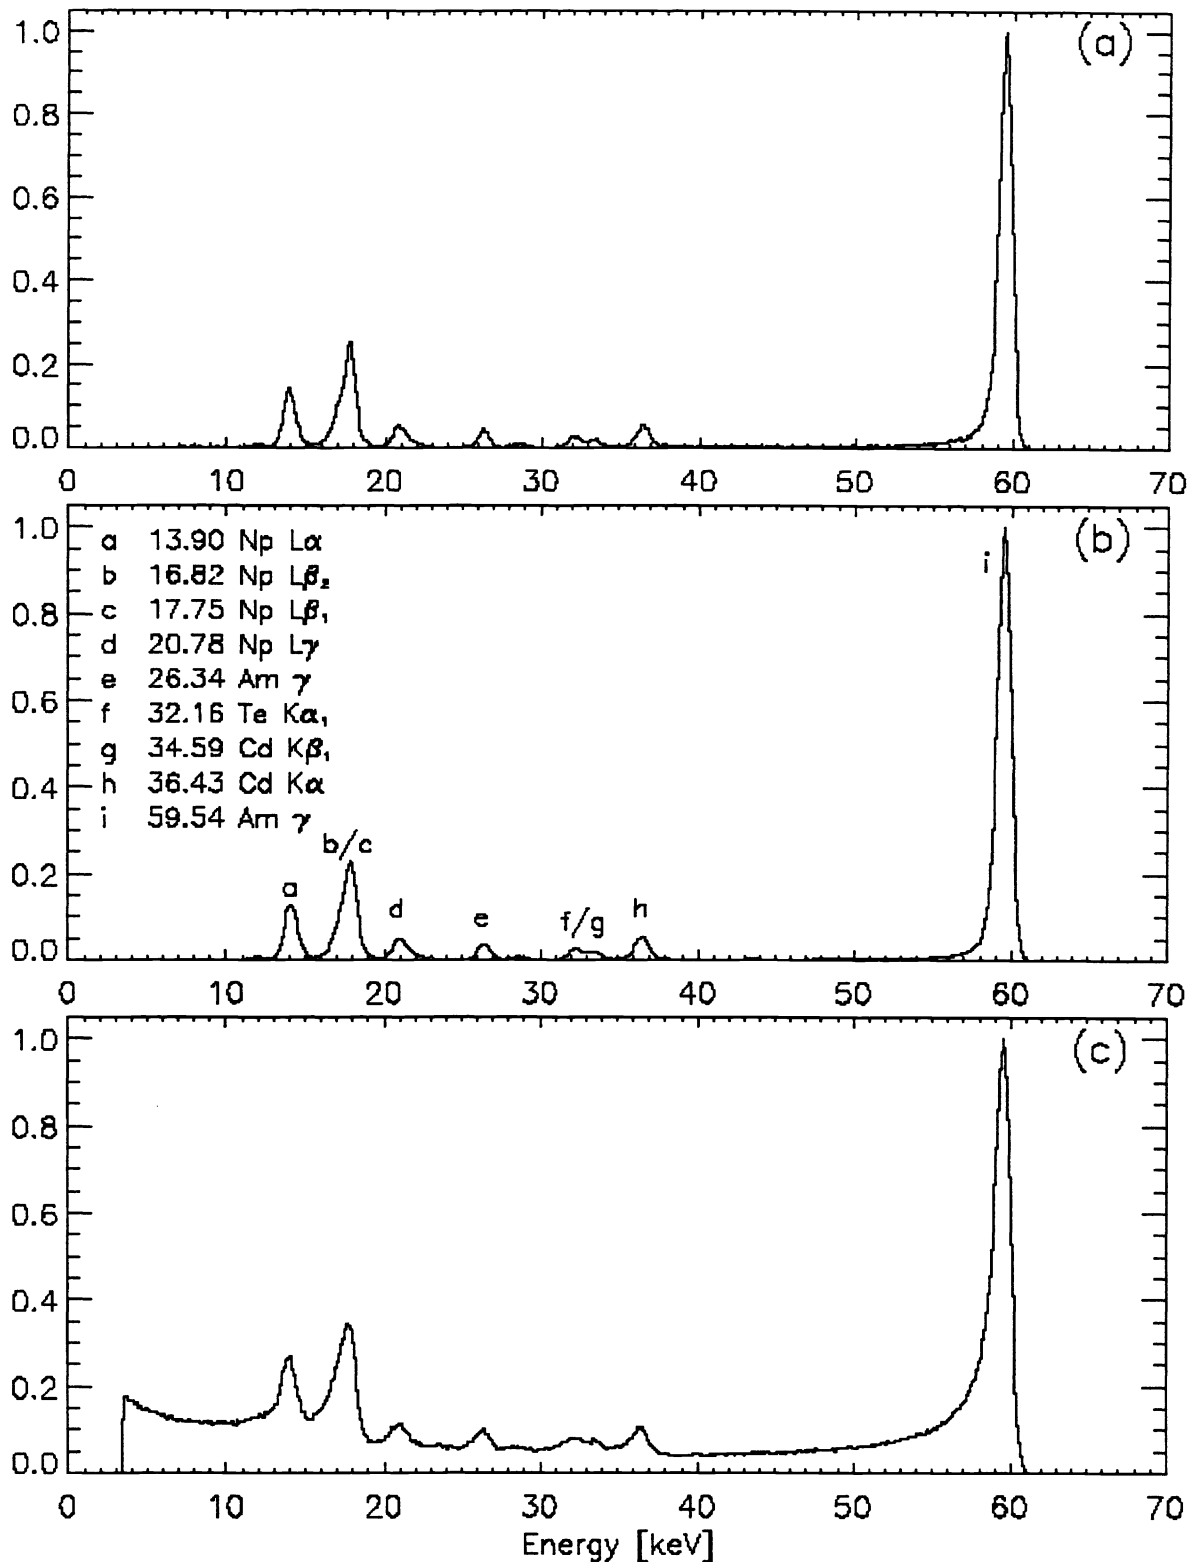 (a)
1.0
0.8
0.6
0.4
0.2
0.0
0 10 20 30 40 50 60 70
(b)
1.0
0.8
0.6
0.4
0.2
0.0
a 13.90 Np Lα
b 16.82 Np Lβ₂
c 17.75 Np Lβ₁
d 20.78 Np Lγ
e 26.34 Am γ
f 32.16 Te Kα₁
g 34.59 Cd Kβ₁
h 36.43 Cd Kα
i 59.54 Am γ
a
b/c
d
e
f/g
h
i
0 10 20 30 40 50 60 70
(c)
1.0
0.8
0.6
0.4
0.2
0.0
0 10 20 30 40 50 60 70
Energy [keV]